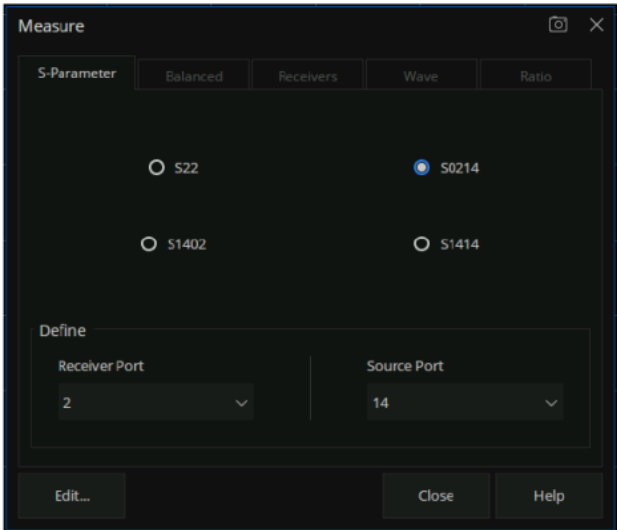 Measure
S-Parameter Balanced Receivers Wave Ratio
S22 S0214
S1402 S1414
Define
Receiver Port Source Port
2 14
Edit... Close Help